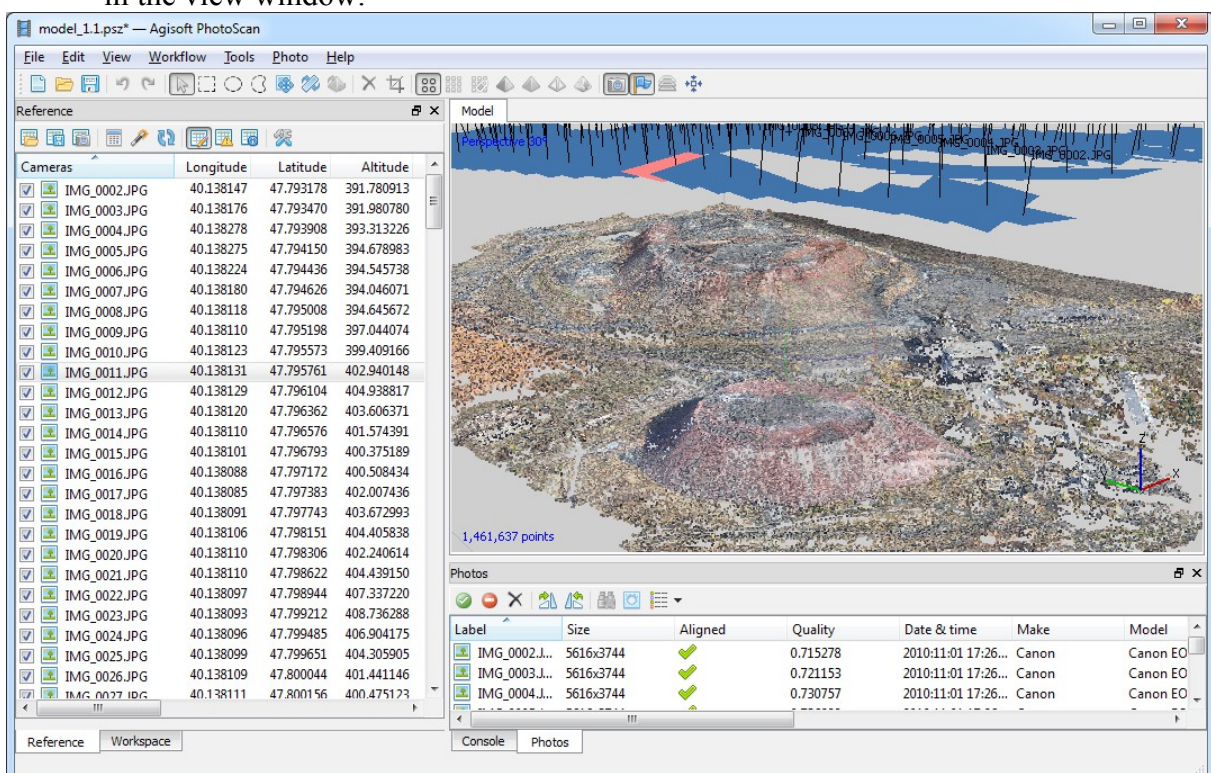 in the view window.
model_1.1.psz* — Agisoft PhotoScan
File Edit View Workflow Tools Photo Help
Reference
Cameras Longitude Latitude Altitude
IMG_0002.JPG 40.138147 47.793178 391.780913
IMG_0003.JPG 40.138176 47.793470 391.980780
IMG_0004.JPG 40.138278 47.793908 393.313226
IMG_0005.JPG 40.138275 47.794150 394.678983
IMG_0006.JPG 40.138224 47.794436 394.545738
IMG_0007.JPG 40.138180 47.794626 394.046071
IMG_0008.JPG 40.138118 47.795008 394.645672
IMG_0009.JPG 40.138110 47.795198 397.044074
IMG_0010.JPG 40.138123 47.795573 399.409166
IMG_0011.JPG 40.138131 47.795761 402.940148
IMG_0012.JPG 40.138129 47.796104 404.938817
IMG_0013.JPG 40.138120 47.796362 403.606371
IMG_0014.JPG 40.138110 47.796576 401.574391
IMG_0015.JPG 40.138101 47.796793 400.375189
IMG_0016.JPG 40.138088 47.797172 400.508434
IMG_0017.JPG 40.138085 47.797383 402.007436
IMG_0018.JPG 40.138091 47.797743 403.672993
IMG_0019.JPG 40.138106 47.798151 404.405838
IMG_0020.JPG 40.138110 47.798306 402.240614
IMG_0021.JPG 40.138110 47.798622 404.439150
IMG_0022.JPG 40.138097 47.798944 407.337220
IMG_0023.JPG 40.138093 47.799212 408.736288
IMG_0024.JPG 40.138096 47.799485 406.904175
IMG_0025.JPG 40.138099 47.799651 404.305905
IMG_0026.JPG 40.138109 47.800044 401.441146
IMG_0027.JPG 40.138111 47.800156 400.475123
Reference Workspace
Model
Perspective 30°
IMG_0002.JPG
Z
X
1,461,637 points
Photos
Label Size Aligned Quality Date & time Make Model
IMG_0002.J... 5616x3744 0.715278 2010:11:01 17:26... Canon Canon EO
IMG_0003.J... 5616x3744 0.721153 2010:11:01 17:26... Canon Canon EO
IMG_0004.J... 5616x3744 0.730757 2010:11:01 17:26... Canon Canon EO
Console Photos